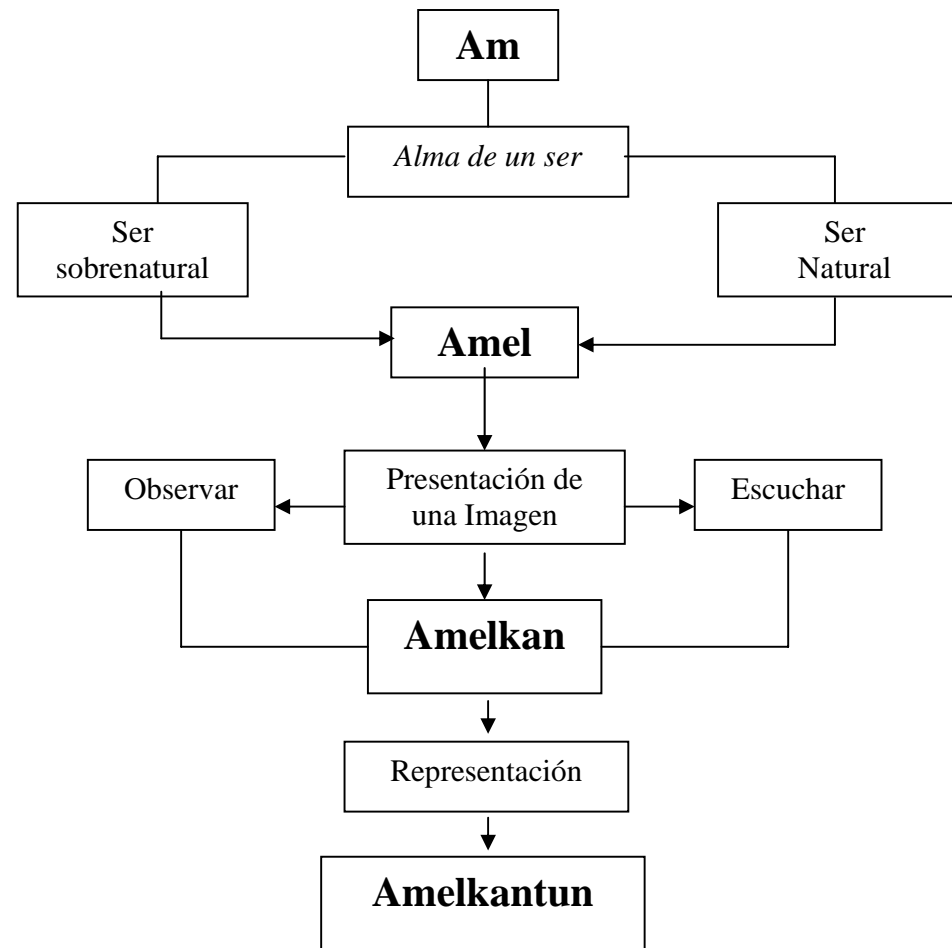 Am
Alma de un ser
Ser
sobrenatural
Ser
Natural
Amel
Observar
Presentación de
una Imagen
Escuchar
Amelkan
Representación
Amelkantun